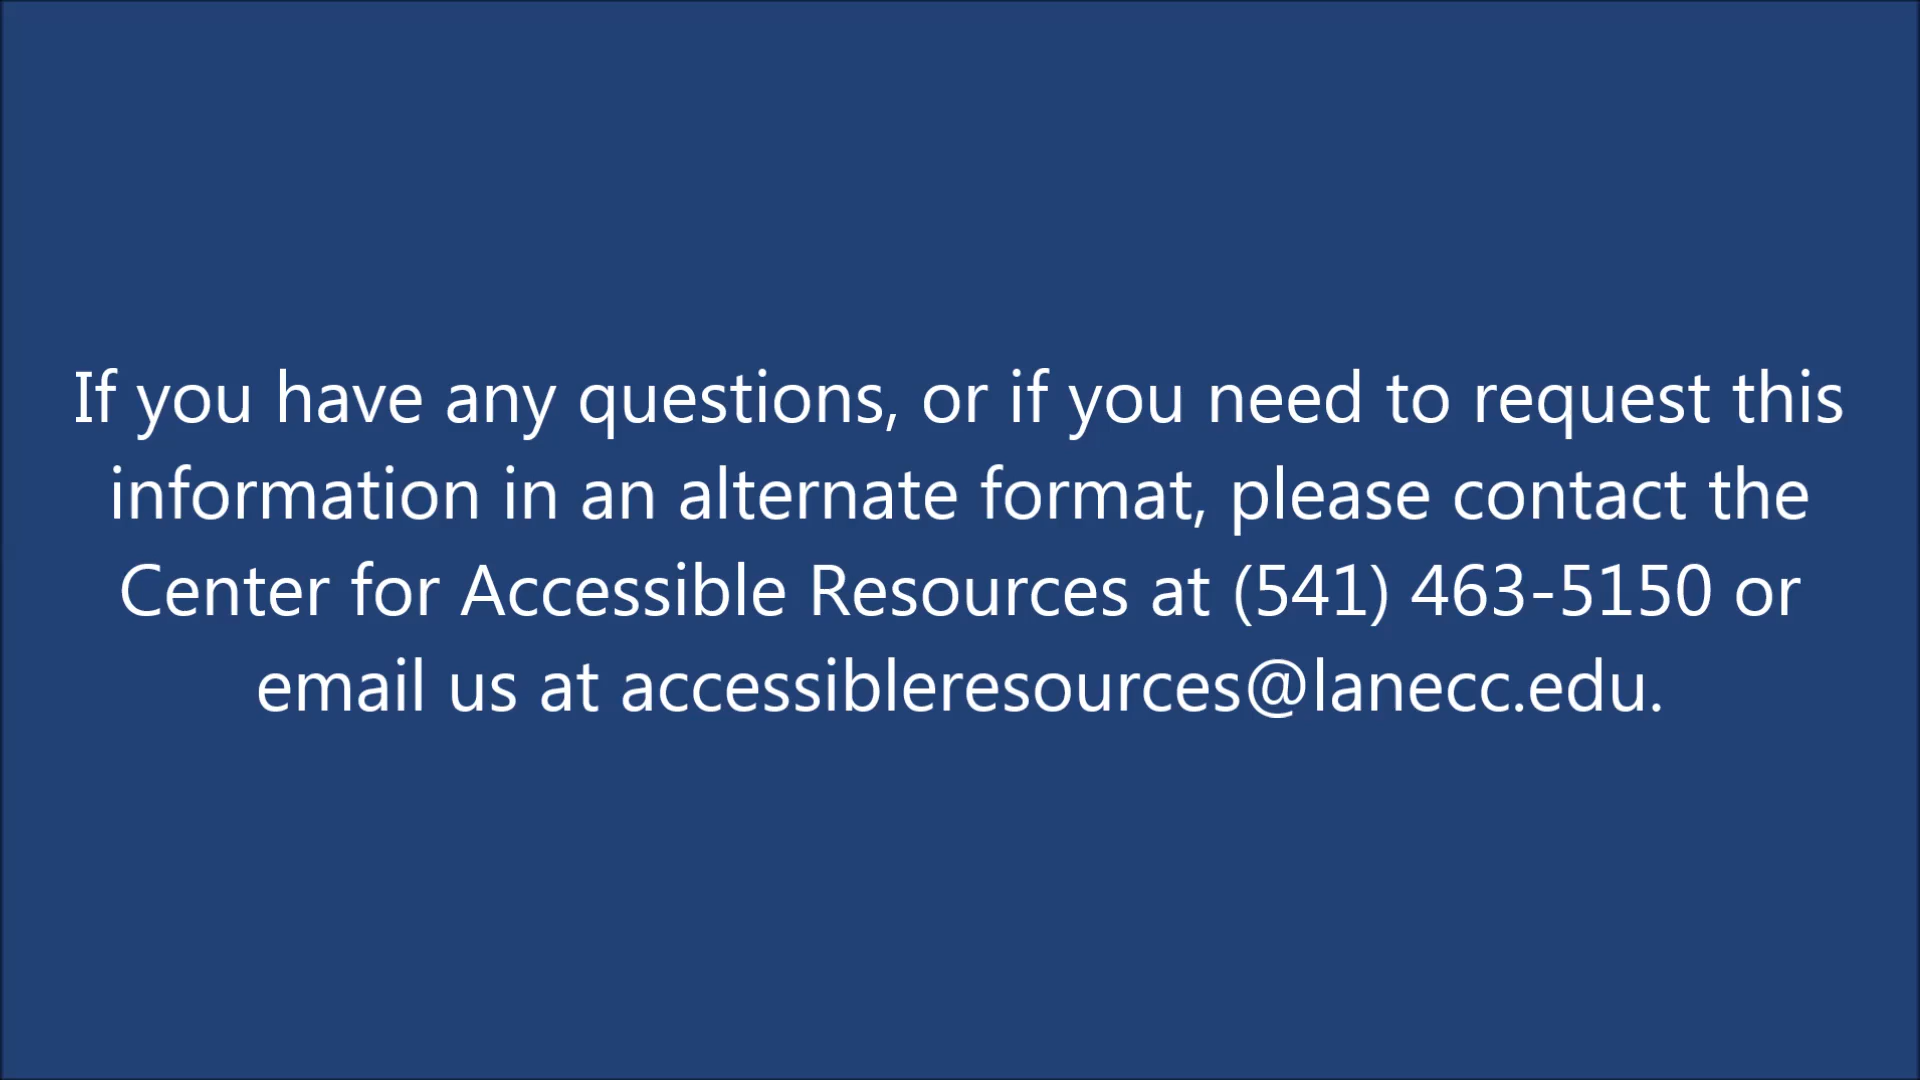 If you have any questions, or if you need to request this
information in an alternate format, please contact the
Center for Accessible Resources at (541) 463-5150 or
email us at accessibleresources@lanecc.edu.